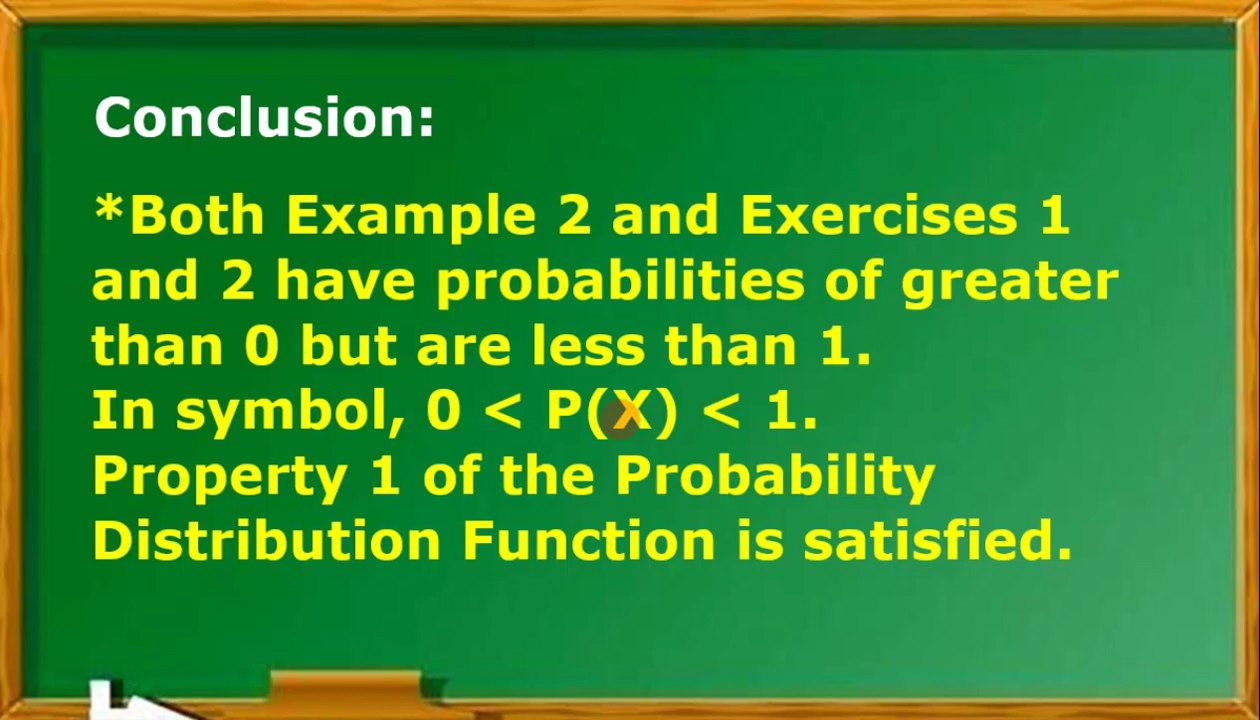 Conclusion:
*Both Example 2 and Exercises 1
and 2 have probabilities of greater
than 0 but are less than 1.
In symbol, 0 < P(X) < 1.
Property 1 of the Probability
Distribution Function is satisfied.